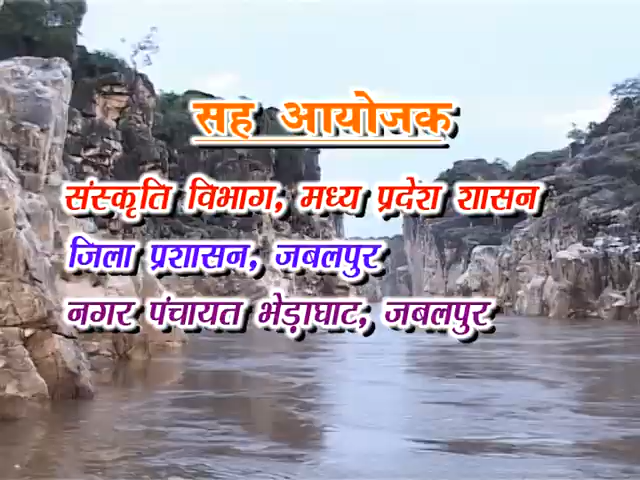 सह आयोजक
संस्कृति विभाग, मध्य प्रदेश शासन
जिला प्रशासन, जबलपुर
नगर पंचायत भेड़ाघाट, जबलपुर